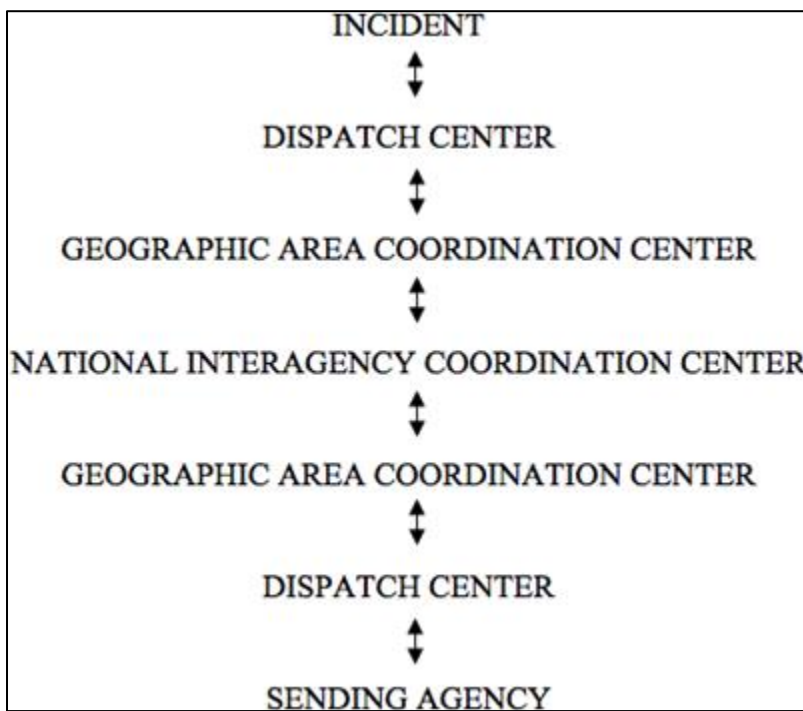 INCIDENT
DISPATCH CENTER
GEOGRAPHIC AREA COORDINATION CENTER
NATIONAL INTERAGENCY COORDINATION CENTER
GEOGRAPHIC AREA COORDINATION CENTER
DISPATCH CENTER
SENDING AGENCY